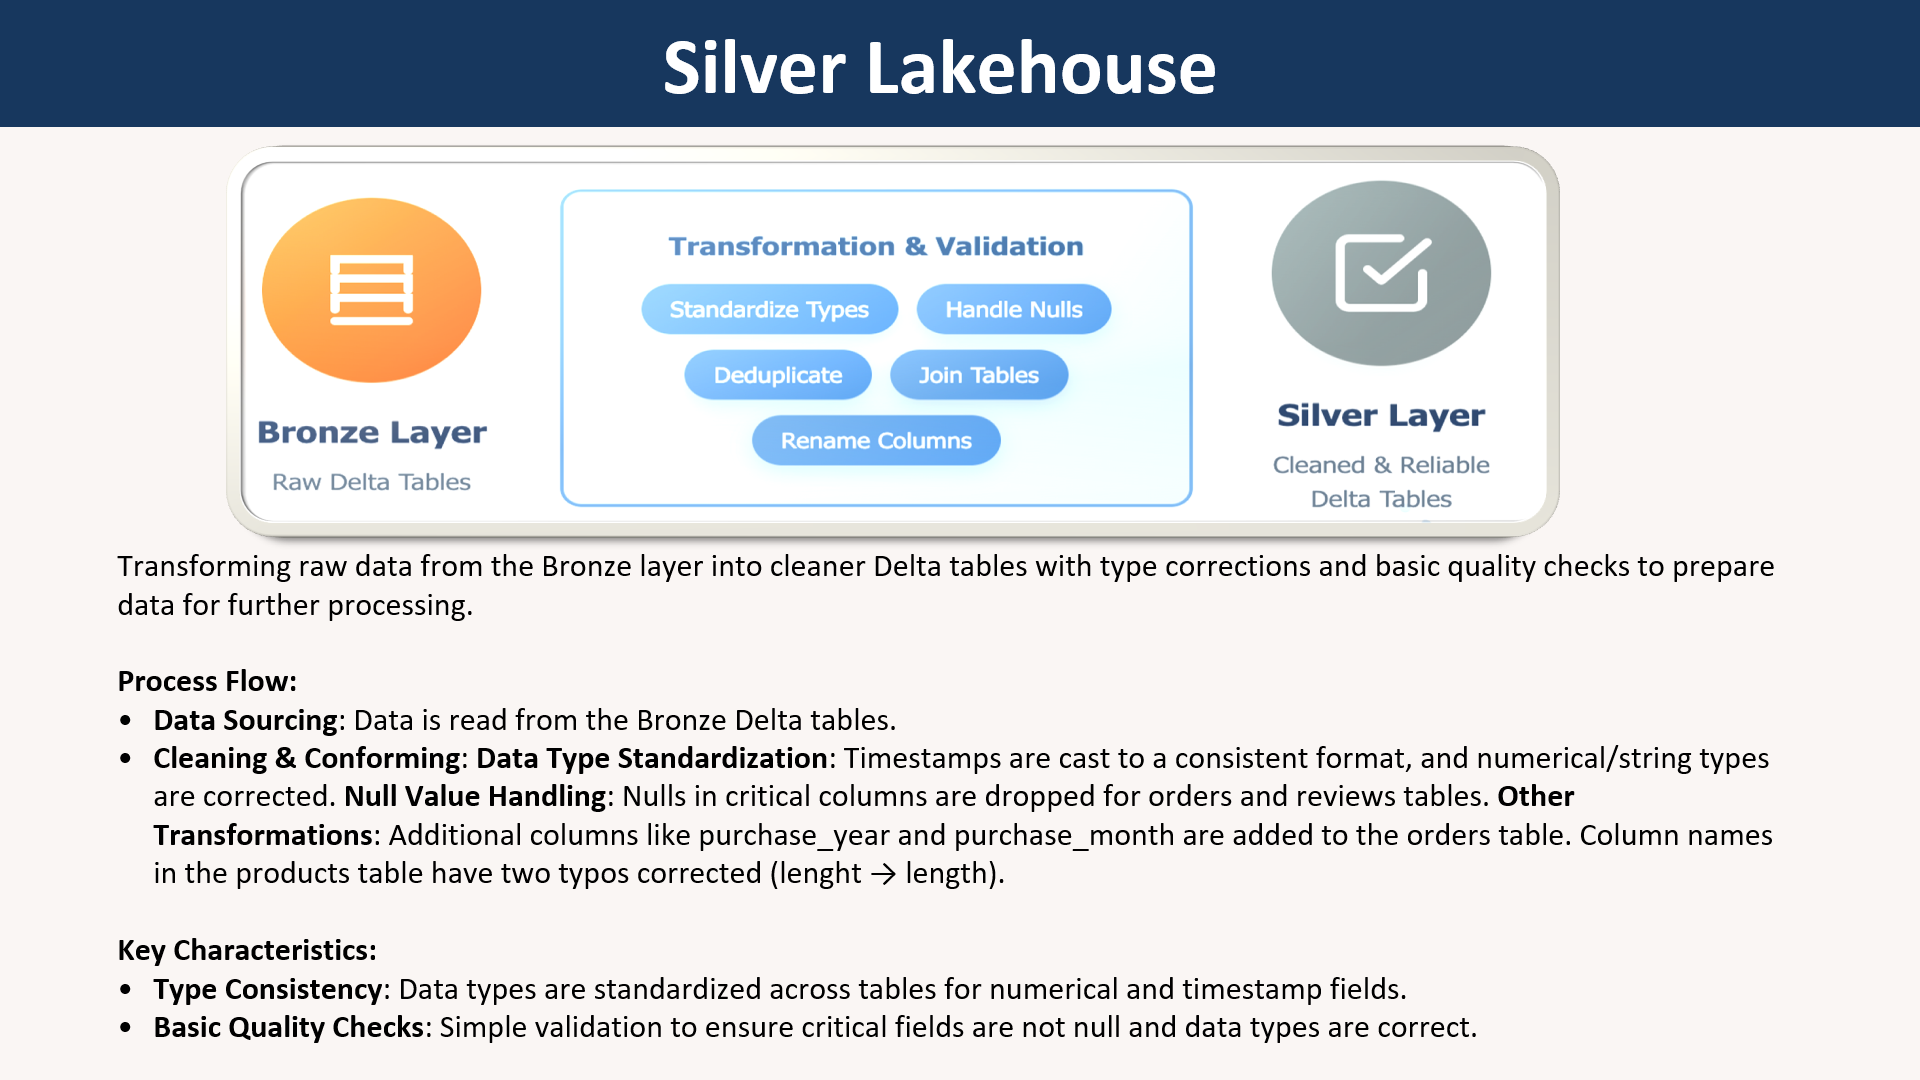 Silver Lakehouse
Transformation & Validation
Standardize Types
Handle Nulls
Deduplicate
Join Tables
Rename Columns
Bronze Layer
Raw Delta Tables
Silver Layer
Cleaned & Reliable
Delta Tables
Transforming raw data from the Bronze layer into cleaner Delta tables with type corrections and basic quality checks to prepare
data for further processing.
Process Flow:
• Data Sourcing: Data is read from the Bronze Delta tables.
• Cleaning & Conforming: Data Type Standardization: Timestamps are cast to a consistent format, and numerical/string types
are corrected. Null Value Handling: Nulls in critical columns are dropped for orders and reviews tables. Other
Transformations: Additional columns like purchase_year and purchase_month are added to the orders table. Column names
in the products table have two typos corrected (lenght → length).
Key Characteristics:
• Type Consistency: Data types are standardized across tables for numerical and timestamp fields.
• Basic Quality Checks: Simple validation to ensure critical fields are not null and data types are correct.